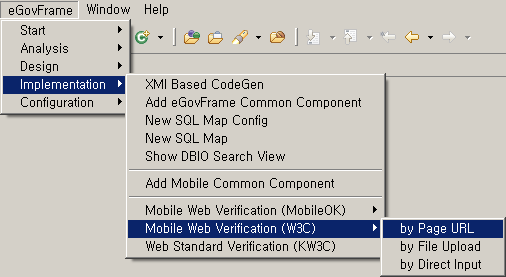 eGovFrame Window Help
Start
Analysis
Design
Implementation
Configuration
XMI Based CodeGen
Add eGovFrame Common Component
New SQL Map Config
New SQL Map
Show DBIO Search View
Add Mobile Common Component
Mobile Web Verification (MobileOK)
Mobile Web Verification (W3C)
Web Standard Verification (KW3C)
by Page URL
by File Upload
by Direct Input